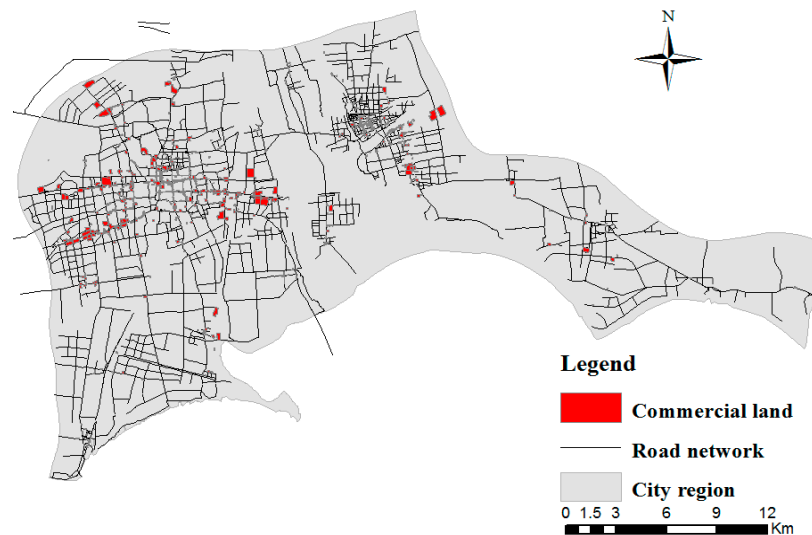 N
Legend
Commercial land
Road network
City region
0 1.5 3 6 9 12
Km